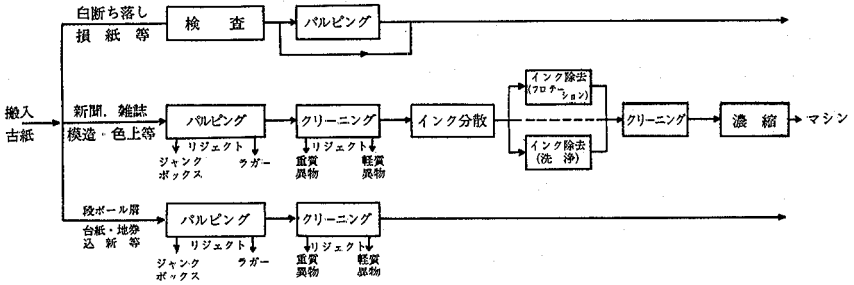 白断ち落し
損紙等
検査
パルピング
搬入
古紙
新聞,雑誌
模造・色上等
パルピング
クリーニング
インク分散
インク除去
(フロテーション)
インク除去
(洗浄)
クリーニング
濃縮
マシン
リジェクト
ジャンク
ボックス
ラガー
リジェクト
重質
異物
軽質
異物
段ボール層
台紙・地券
込新等
パルピング
クリーニング
リジェクト
ジャンク
ボックス
ラガー
リジェクト
重質
異物
軽質
異物